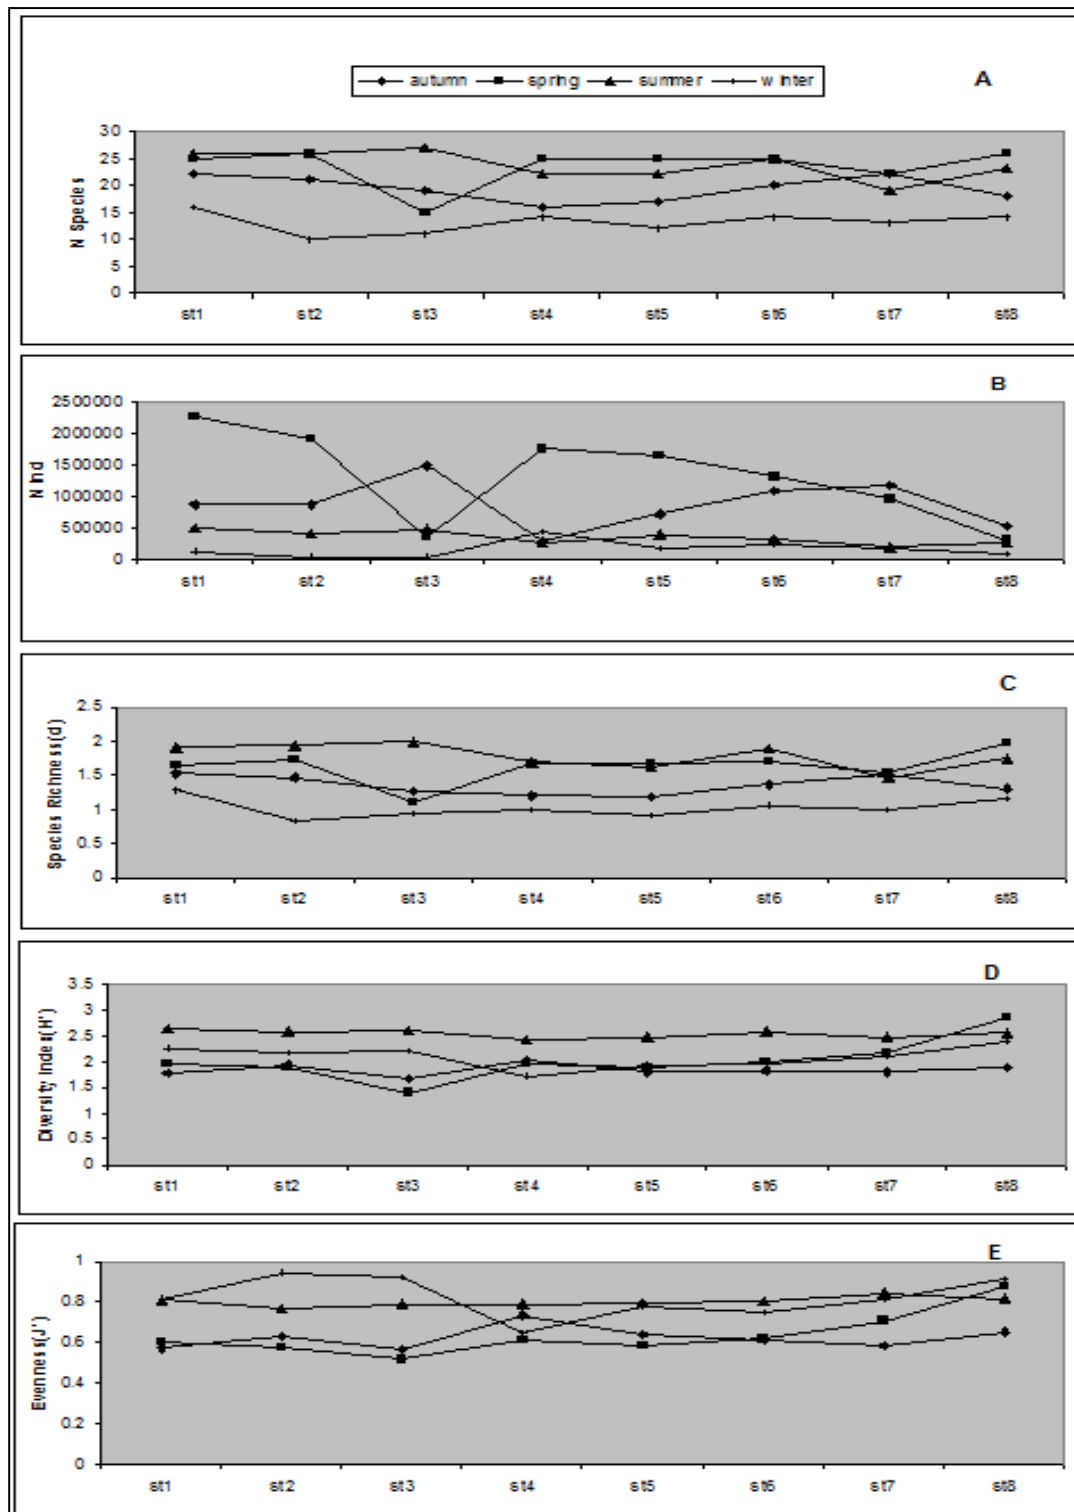 autumn spring summer winter
A
N Species
30
25
20
15
10
5
0
st1 st2 st3 st4 st5 st6 st7 st8
B
N Ind
2500000
2000000
1500000
1000000
500000
0
st1 st2 st3 st4 st5 st6 st7 st8
C
Species Richness(d)
2.5
2
1.5
1
0.5
0
st1 st2 st3 st4 st5 st6 st7 st8
D
Diversity Index(H')
3.5
3
2.5
2
1.5
1
0.5
0
st1 st2 st3 st4 st5 st6 st7 st8
E
Evenness(J')
1
0.8
0.6
0.4
0.2
0
st1 st2 st3 st4 st5 st6 st7 st8